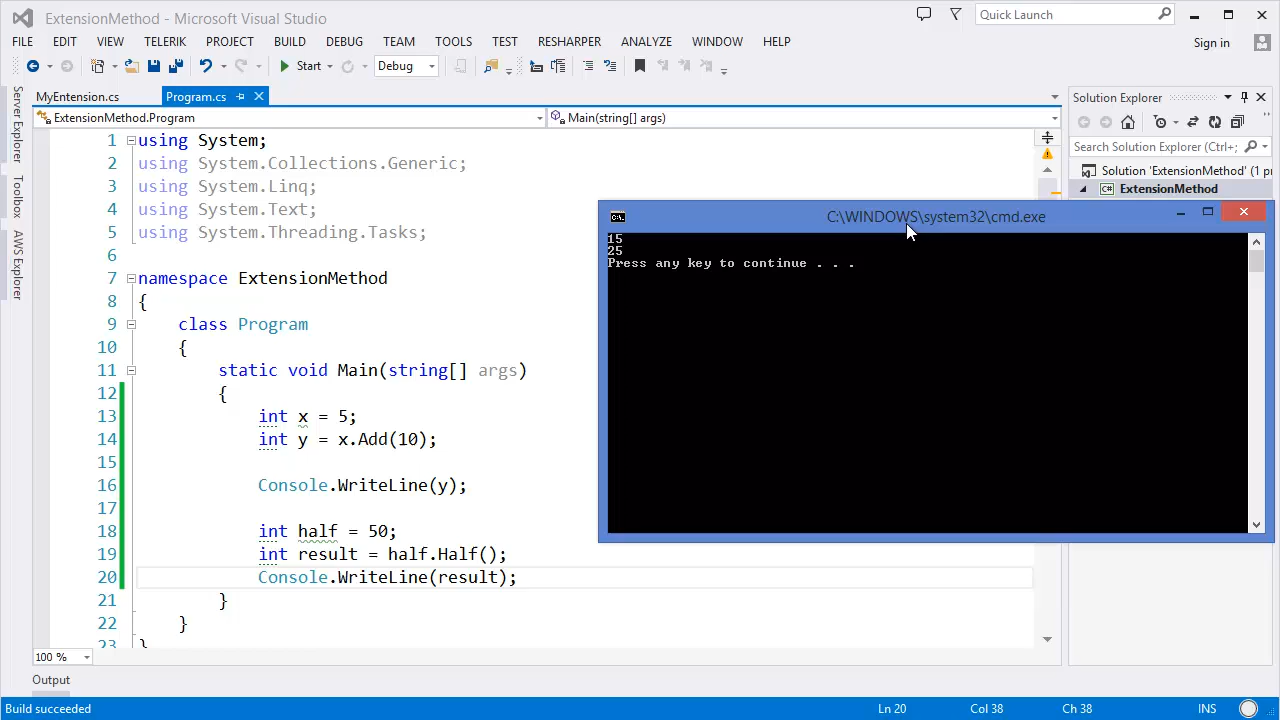 ExtensionMethod - Microsoft Visual Studio
Quick Launch
FILE EDIT VIEW TELERIK PROJECT BUILD DEBUG TEAM TOOLS TEST RESHARPER ANALYZE WINDOW HELP
Sign in
Start Debug
Server Explorer
Toolbox
AWS Explorer
MyEntension.cs Program.cs
ExtensionMethod.Program Main(string[] args)
1 using System;
2 using System.Collections.Generic;
3 using System.Linq;
4 using System.Text;
5 using System.Threading.Tasks;
6
7 namespace ExtensionMethod
8 {
9 class Program
10 {
11 static void Main(string[] args)
12 {
13 int x = 5;
14 int y = x.Add(10);
15
16 Console.WriteLine(y);
17
18 int half = 50;
19 int result = half.Half();
20 Console.WriteLine(result);
21 }
22 }
23 }
100 %
Solution Explorer
Search Solution Explorer (Ctrl+;
Solution 'ExtensionMethod' (1 pr
C# ExtensionMethod
C:\WINDOWS\system32\cmd.exe
15
25
Press any key to continue . . .
Output
Build succeeded Ln 20 Col 38 Ch 38 INS